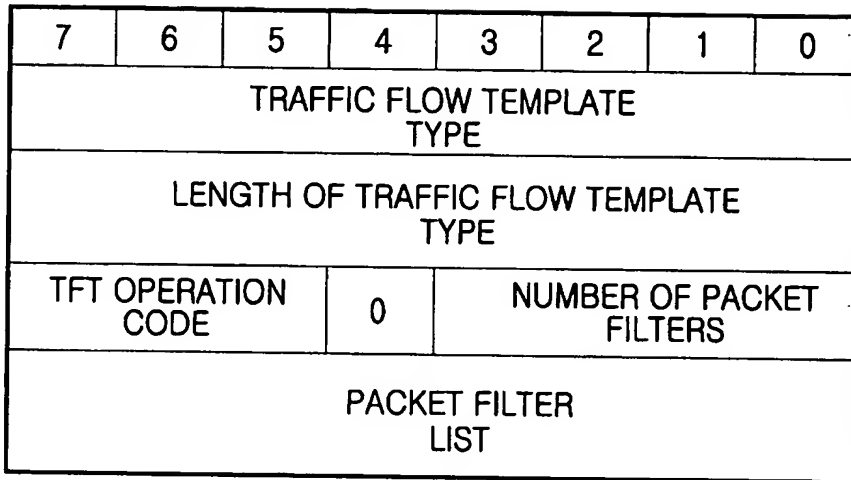 7 6 5 4 3 2 1 0
TRAFFIC FLOW TEMPLATE
TYPE
LENGTH OF TRAFFIC FLOW TEMPLATE
TYPE
TFT OPERATION
CODE
0
NUMBER OF PACKET
FILTERS
PACKET FILTER
LIST